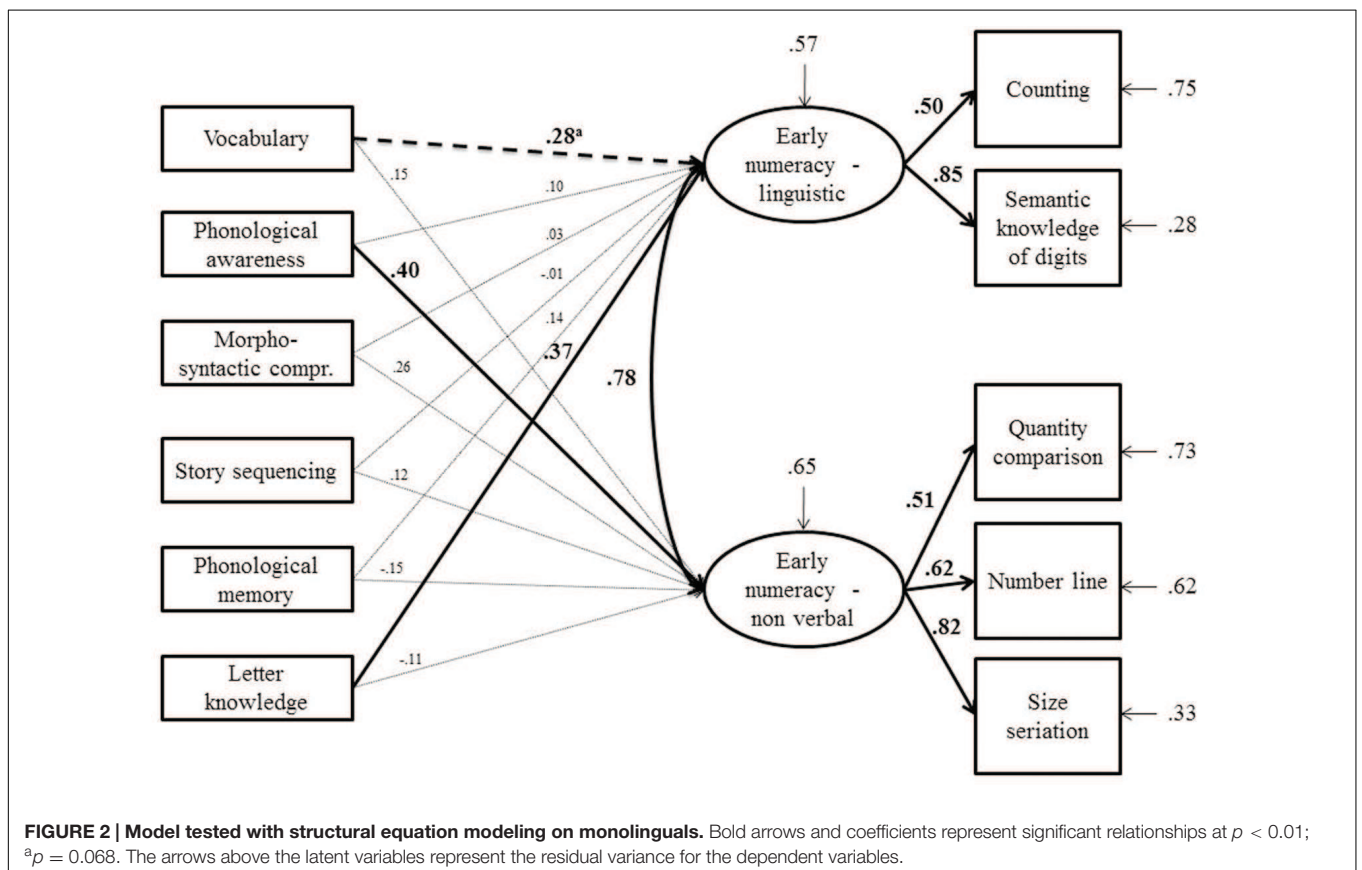 .57
Counting
.75
.50
Vocabulary
.28a
Early
numeracy -
linguistic
.15
.10
.85
Semantic
knowledge
of digits
.28
Phonological
awareness
.03
.40
-.01
.14
Morpho-
syntactic compr.
.37
.26
.78
Quantity
comparison
.73
Story sequencing
.12
.65
.51
Phonological
memory
-.15
Early
numeracy -
non verbal
.62
Number line
.62
.82
Letter
knowledge
-.11
Size
seriation
.33
FIGURE 2 | Model tested with structural equation modeling on monolinguals. Bold arrows and coefficients represent significant relationships at p < 0.01;
ap = 0.068. The arrows above the latent variables represent the residual variance for the dependent variables.